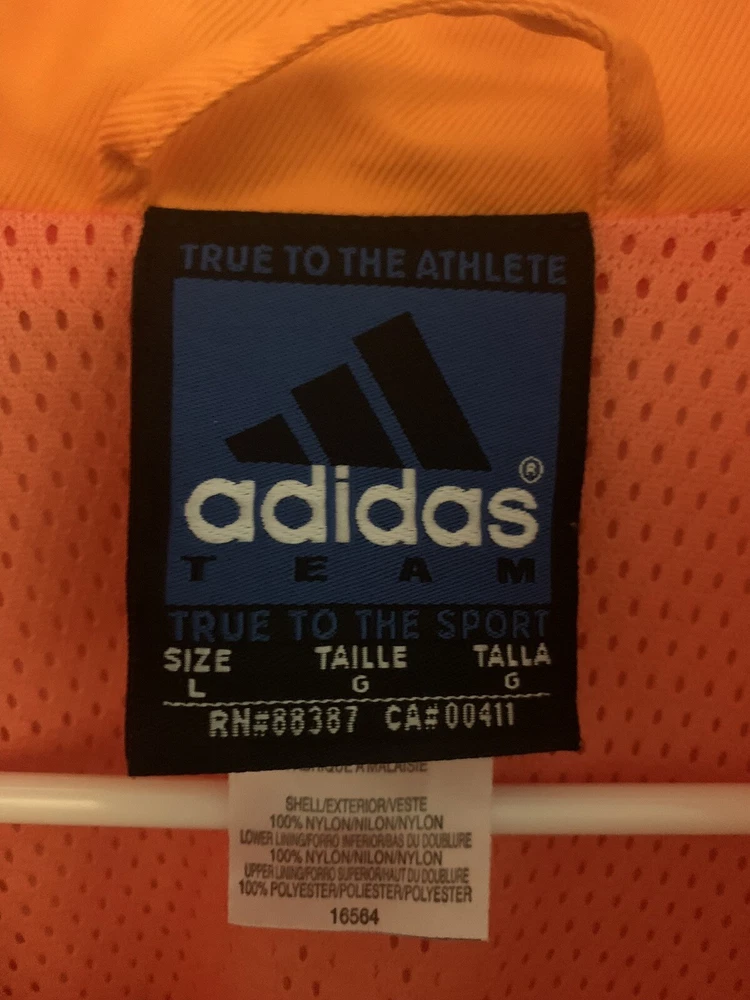 TRUE TO THE ATHLETE
adidas®
TEAM
TRUE TO THE SPORT
SIZE TAILLE TALLA
L G G
RN#88387 CA#00411
A MALAISIE
SHELL/EXTERIOR/VESTE
100% NYLON/NILON/NYLON
LOWER LINING/FORRO INFERIOR/BAS DU DOUBLURE
100% NYLON/NILON/NYLON
UPPER LINING/FORRO SUPERIOR/HAUT DU DOUBLURE
100% POLYESTER/POLIESTER/POLYESTER
16564